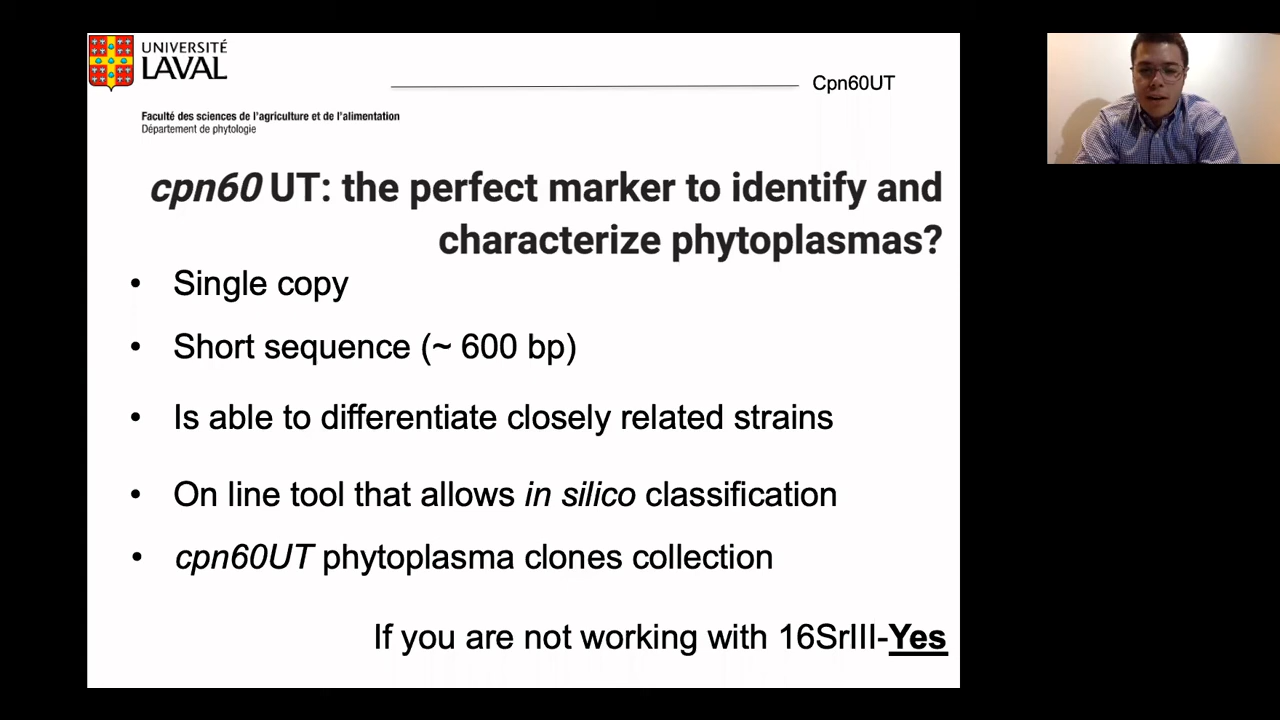 UNIVERSITÉ
LAVAL
Cpn60UT
Faculté des sciences de l'agriculture et de l'alimentation
Département de phytologie
cpn60 UT: the perfect marker to identify and
characterize phytoplasmas?
• Single copy
• Short sequence (~ 600 bp)
• Is able to differentiate closely related strains
• On line tool that allows in silico classification
• cpn60UT phytoplasma clones collection
If you are not working with 16SrIII-Yes